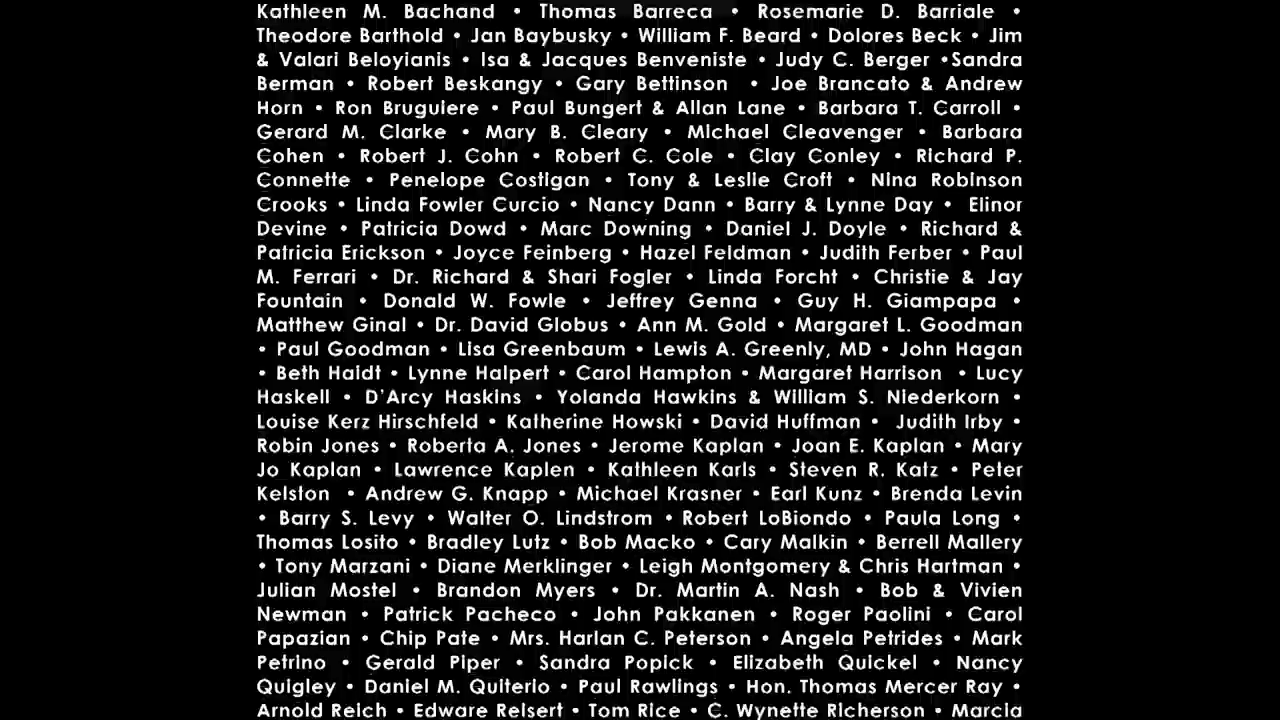 Kathleen M. Bachand • Thomas Barreca • Rosemarie D. Barriale •
Theodore Barthold • Jan Baybusky • William F. Beard • Dolores Beck • Jim
& Valari Beloyianis • Isa & Jacques Benveniste • Judy C. Berger •Sandra
Berman • Robert Beskangy • Gary Bettinson • Joe Brancato & Andrew
Horn • Ron Bruguiere • Paul Bungert & Allan Lane • Barbara T. Carroll •
Gerard M. Clarke • Mary B. Cleary • Michael Cleavenger • Barbara
Cohen • Robert J. Cohn • Robert C. Cole • Clay Conley • Richard P.
Connette • Penelope Costigan • Tony & Leslie Croft • Nina Robinson
Crooks • Linda Fowler Curcio • Nancy Dann • Barry & Lynne Day • Elinor
Devine • Patricia Dowd • Marc Downing • Daniel J. Doyle • Richard &
Patricia Erickson • Joyce Feinberg • Hazel Feldman • Judith Ferber • Paul
M. Ferrari • Dr. Richard & Shari Fogler • Linda Forcht • Christie & Jay
Fountain • Donald W. Fowle • Jeffrey Genna • Guy H. Giampapa •
Matthew Ginal • Dr. David Globus • Ann M. Gold • Margaret L. Goodman
• Paul Goodman • Lisa Greenbaum • Lewis A. Greenly, MD • John Hagan
• Beth Haidt • Lynne Halpert • Carol Hampton • Margaret Harrison • Lucy
Haskell • D'Arcy Haskins • Yolanda Hawkins & William S. Niederkorn •
Louise Kerz Hirschfeld • Katherine Howski • David Huffman • Judith Irby •
Robin Jones • Roberta A. Jones • Jerome Kaplan • Joan E. Kaplan • Mary
Jo Kaplan • Lawrence Kaplen • Kathleen Karls • Steven R. Katz • Peter
Kelston • Andrew G. Knapp • Michael Krasner • Earl Kunz • Brenda Levin
• Barry S. Levy • Walter O. Lindstrom • Robert LoBiondo • Paula Long •
Thomas Losito • Bradley Lutz • Bob Macko • Cary Malkin • Berrell Mallery
• Tony Marzani • Diane Merklinger • Leigh Montgomery & Chris Hartman •
Julian Mostel • Brandon Myers • Dr. Martin A. Nash • Bob & Vivien
Newman • Patrick Pacheco • John Pakkanen • Roger Paolini • Carol
Papazian • Chip Pate • Mrs. Harlan C. Peterson • Angela Petrides • Mark
Petrino • Gerald Piper • Sandra Popick • Elizabeth Quickel • Nancy
Quigley • Daniel M. Quiterio • Paul Rawlings • Hon. Thomas Mercer Ray •
Arnold Reich • Edware Reisert • Tom Rice • C. Wynette Richerson • Marcia